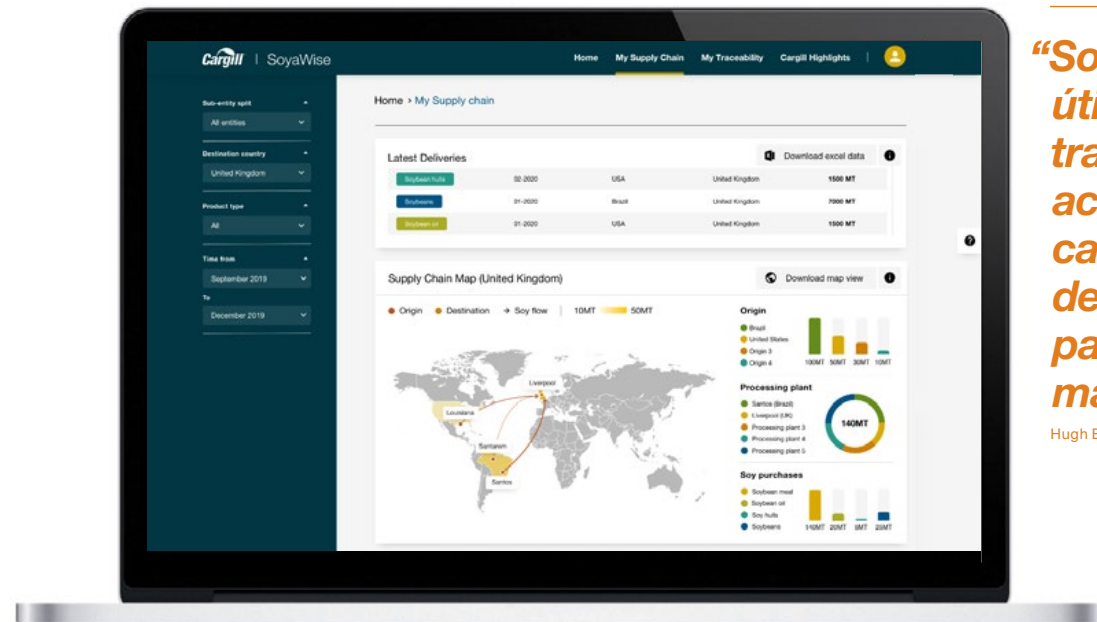 Cargill | SoyaWise
Home My Supply Chain My Traceability Cargill Highlights
Sub-entity split
All entities
Destination country
United Kingdom
Product type
All
Time from
September 2019
To
December 2019
Home > My Supply chain
Latest Deliveries
Download excel data
Soybean hulls 02-2020 USA United Kingdom 1500 MT
Soybeans 01-2020 Brazil United Kingdom 7000 MT
Soybean oil 01-2020 USA United Kingdom 1500 MT
Supply Chain Map (United Kingdom)
Download map view
Origin Destination → Soy flow | 10MT 50MT
Liverpool
Louisiana
Santarem
Santos
Origin
Brazil
United States
Origin 3
Origin 4
100MT 50MT 30MT 10MT
Processing plant
Santos (Brazil)
Liverpool (UK)
Processing plant 3
Processing plant 4
Processing plant 5
140MT
Soy purchases
Soybean meal
Soybean oil
Soy hulls
Soybeans
140MT 20MT 5MT 25MT
“So
úti
tra
ac
ca
de
pa
ma
Hugh